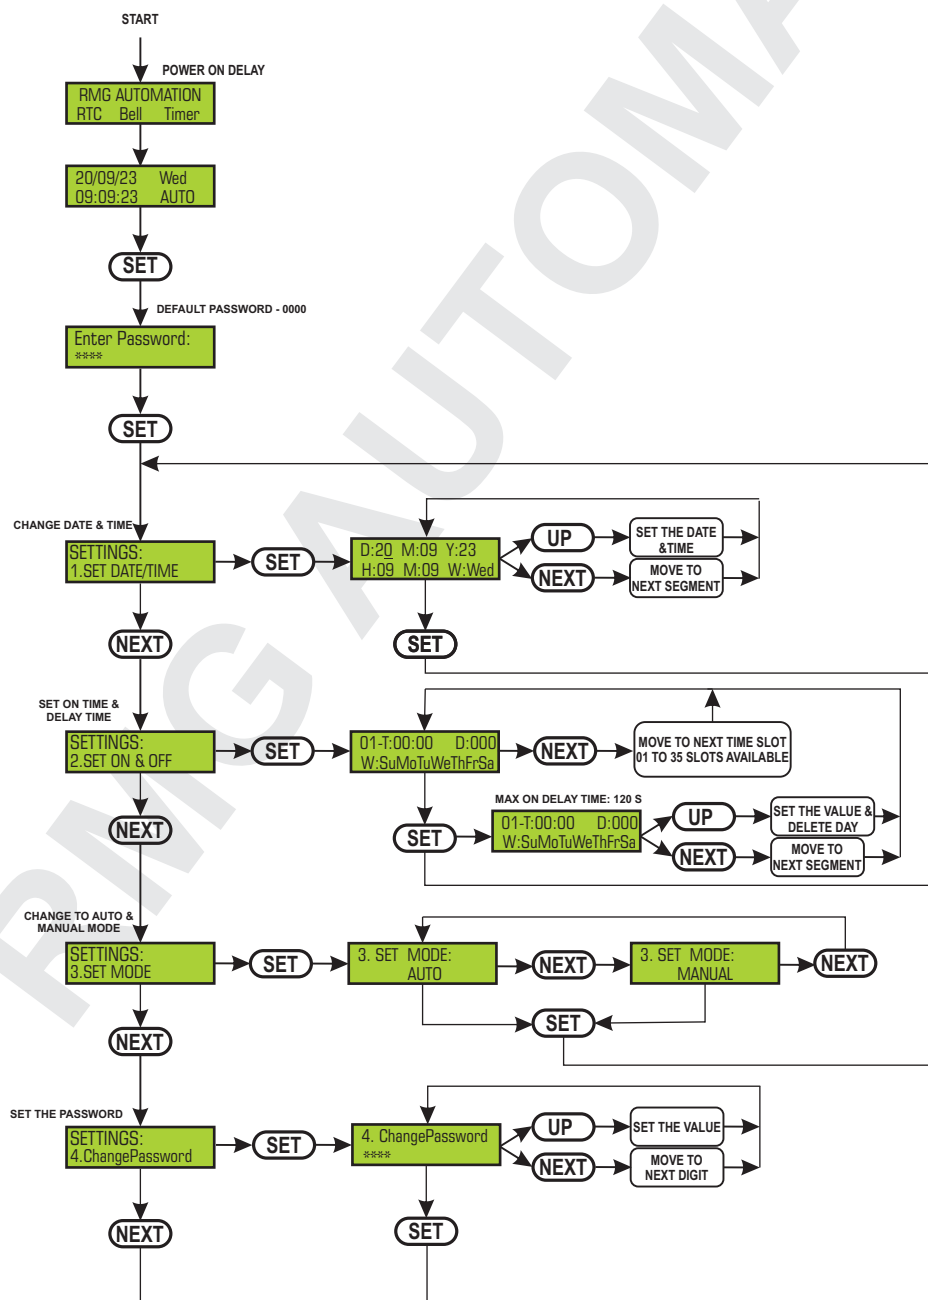 START
POWER ON DELAY
RMG AUTOMATION
RTC Bell Timer
20/09/23 Wed
09:09:23 AUTO
SET
DEFAULT PASSWORD - 0000
Enter Password:
****
SET
CHANGE DATE & TIME
SETTINGS:
1.SET DATE/TIME
SET
D:20 M:09 Y:23
H:09 M:09 W:Wed
UP
SET THE DATE
&TIME
NEXT
MOVE TO
NEXT SEGMENT
NEXT
SET
SET ON TIME &
DELAY TIME
SETTINGS:
2.SET ON & OFF
SET
01-T:00:00 D:000
W:SuMoTuWeThFrSa
NEXT
MOVE TO NEXT TIME SLOT
01 TO 35 SLOTS AVAILABLE
NEXT
SET
MAX ON DELAY TIME: 120 S
01-T:00:00 D:000
W:SuMoTuWeThFrSa
UP
SET THE VALUE &
DELETE DAY
NEXT
MOVE TO
NEXT SEGMENT
CHANGE TO AUTO &
MANUAL MODE
SETTINGS:
3.SET MODE
SET
3. SET MODE:
AUTO
NEXT
3. SET MODE:
MANUAL
NEXT
NEXT
SET
SET THE PASSWORD
SETTINGS:
4.ChangePassword
SET
4. ChangePassword
****
UP
SET THE VALUE
NEXT
MOVE TO
NEXT DIGIT
NEXT
SET
RMG AUTOMA